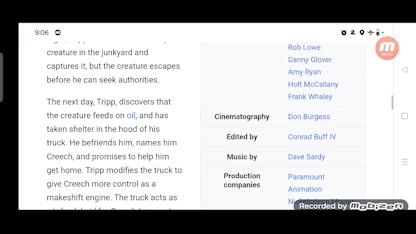 9:06
creature in the junkyard and
captures it, but the creature escapes
before he can seek authorities.
The next day, Tripp, discovers that
the creature feeds on oil, and has
taken shelter in the hood of his
truck. He befriends him, names him
Creech, and promises to help him
get home. Tripp modifies the truck to
give Creech more control as a
makeshift engine. The truck acts as
Rob Lowe
Danny Glover
Amy Ryan
Holt McCallany
Frank Whaley
Cinematography Don Burgess
Edited by Conrad Buff IV
Music by Dave Sardy
Production Paramount
companies Animation
Recorded by MOBIZEN